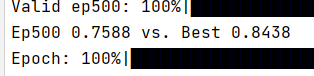 Valid ep500: 100%|
Ep500 0.7588 vs. Best 0.8438
Epoch: 100%|